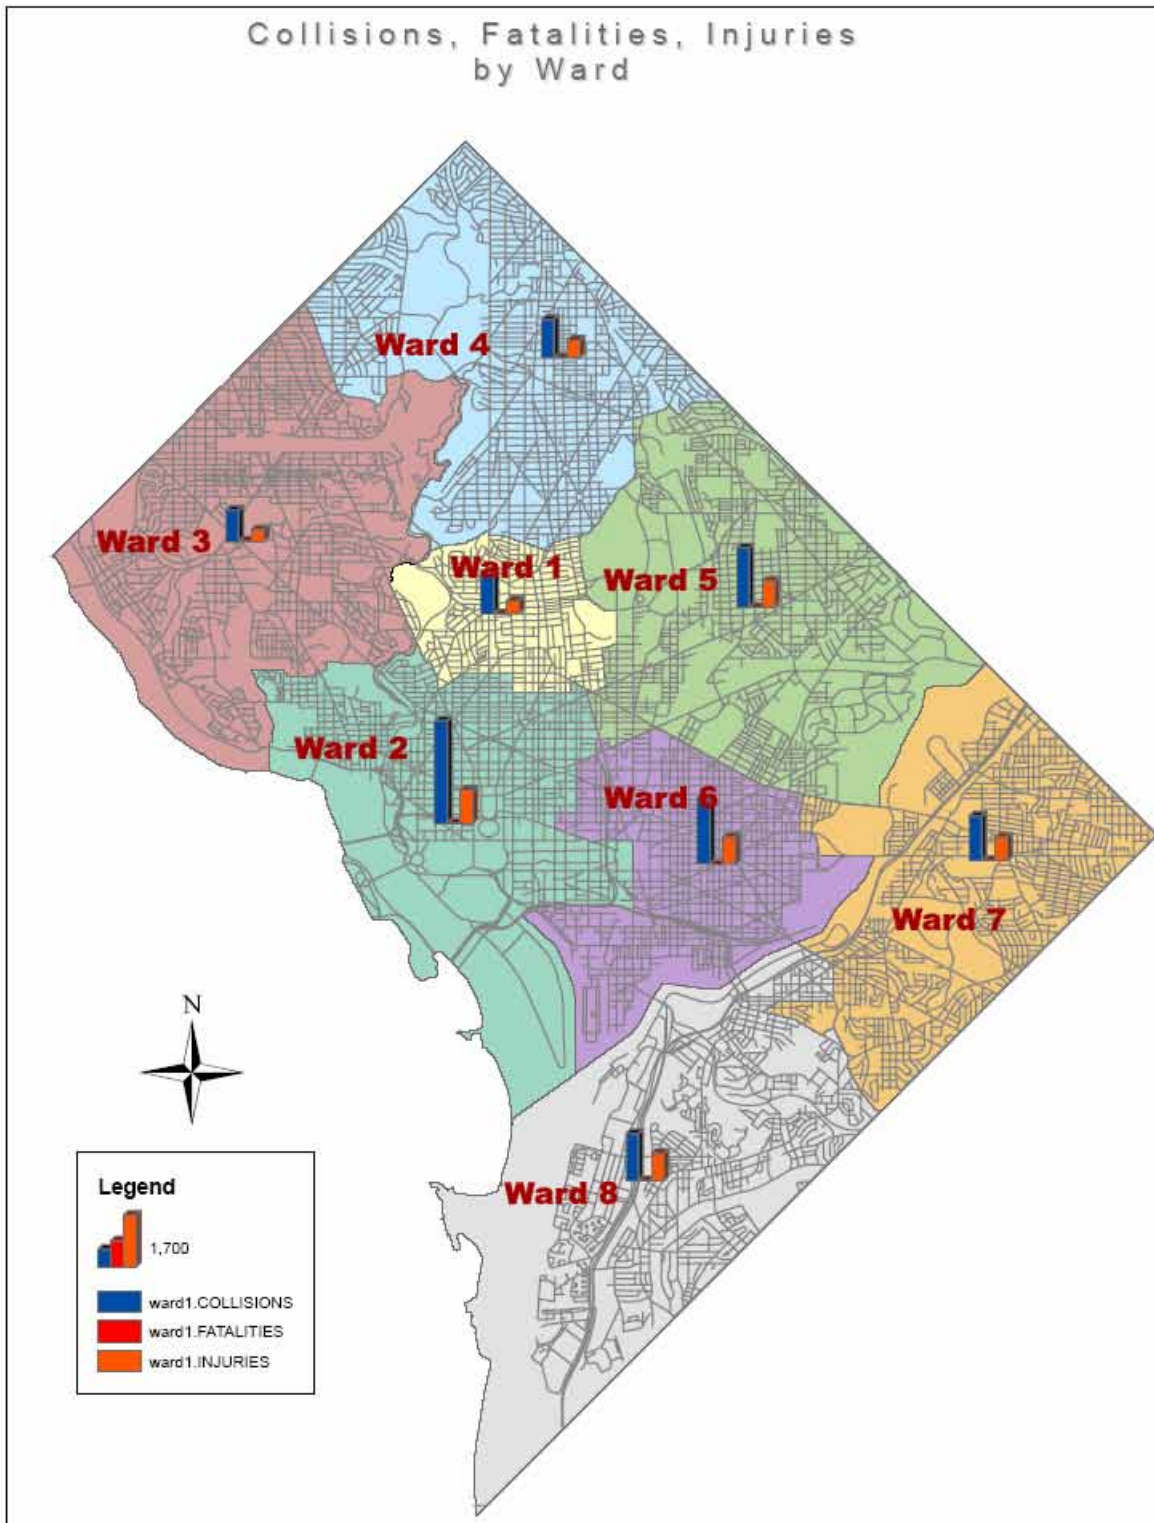 Collisions, Fatalities, Injuries
by Ward
Ward 4
Ward 3
Ward 1
Ward 5
Ward 2
Ward 6
Ward 7
N
Ward 8
Legend
1,700
ward1.COLLISIONS
ward1.FATALITIES
ward1.INJURIES